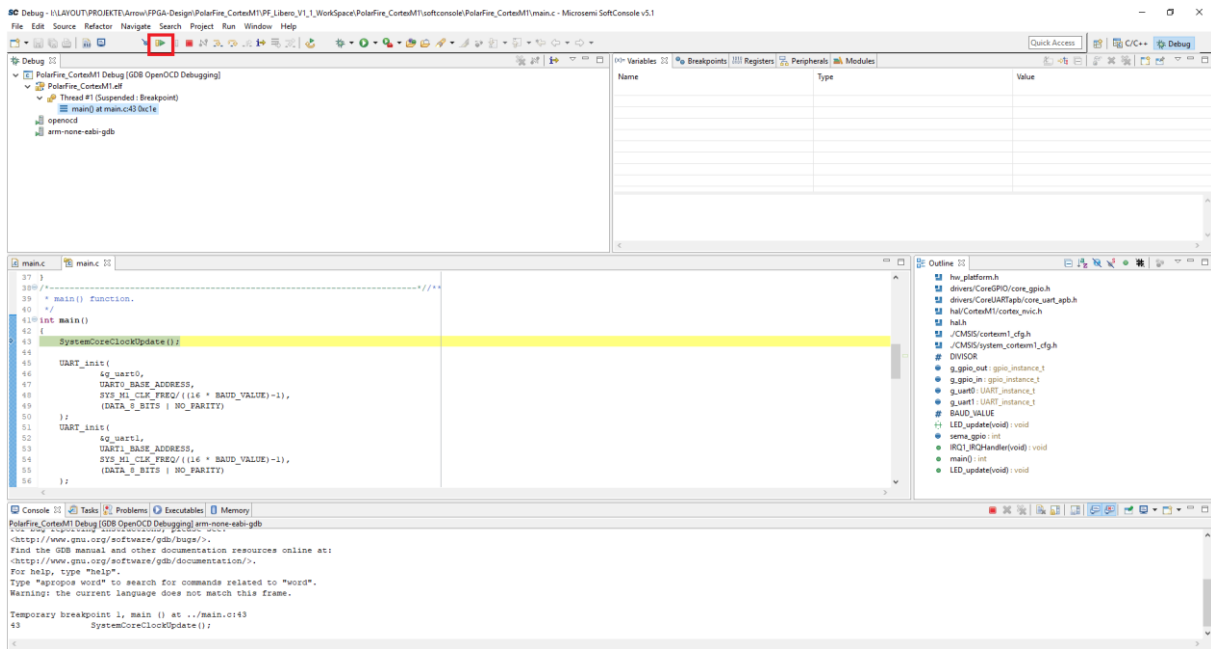 Debug - I:\LAYOUT\PROJEKTE\Arrow\FPGA-Design\PolarFire_CortexM1\PF_Libero_V1_1_WorkSpace\PolarFire_CortexM1\softconsole\PolarFire_CortexM1\main.c - Microsemi SoftConsole v5.1
File Edit Source Refactor Navigate Search Project Run Window Help
Quick Access C/C++ Debug
Debug
PolarFire_CortexM1 Debug [GDB OpenOCD Debugging]
PolarFire_CortexM1.elf
Thread #1 (Suspended : Breakpoint)
main() at main.c:43 0xc1e
openocd
arm-none-eabi-gdb
(x)= Variables Breakpoints Registers Peripherals Modules
Name Type Value
main.c main.c
37 }
38 /*-------------------------------------------------------------------------*//**
39 * main() function.
40 */
41 int main()
42 {
43 SystemCoreClockUpdate();
44
45 UART_init(
46 &g_uart0,
47 UART0_BASE_ADDRESS,
48 SYS_M1_CLK_FREQ/((16 * BAUD_VALUE)-1),
49 (DATA_8_BITS | NO_PARITY)
50 );
51 UART_init(
52 &g_uart1,
53 UART1_BASE_ADDRESS,
54 SYS_M1_CLK_FREQ/((16 * BAUD_VALUE)-1),
55 (DATA_8_BITS | NO_PARITY)
56 );
Outline
hw_platform.h
drivers/CoreGPIO/core_gpio.h
drivers/CoreUARTapb/core_uart_apb.h
hal/CortexM1/cortex_nvic.h
hal.h
./CMSIS/cortexm1_cfg.h
./CMSIS/system_cortexm1_cfg.h
DIVISOR
g_gpio_out : gpio_instance_t
g_gpio_in : gpio_instance_t
g_uart0 : UART_instance_t
g_uart1 : UART_instance_t
BAUD_VALUE
LED_update(void) : void
sema_gpio : int
IRQ1_IRQHandler(void) : void
main() : int
LED_update(void) : void
Console Tasks Problems Executables Memory
PolarFire_CortexM1 Debug [GDB OpenOCD Debugging] arm-none-eabi-gdb
For bug reporting instructions, please see:
<http://www.gnu.org/software/gdb/bugs/>.
Find the GDB manual and other documentation resources online at:
<http://www.gnu.org/software/gdb/documentation/>.
For help, type "help".
Type "apropos word" to search for commands related to "word".
Warning: the current language does not match this frame.
Temporary breakpoint 1, main () at ../main.c:43
43 SystemCoreClockUpdate();